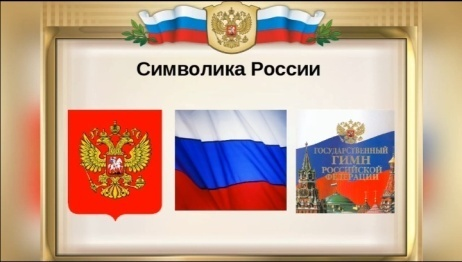 Символика России
ГОСУДАРСТВЕННЫЙ
ГИМН
РОССИЙСКОЙ
ФЕДЕРАЦИИ